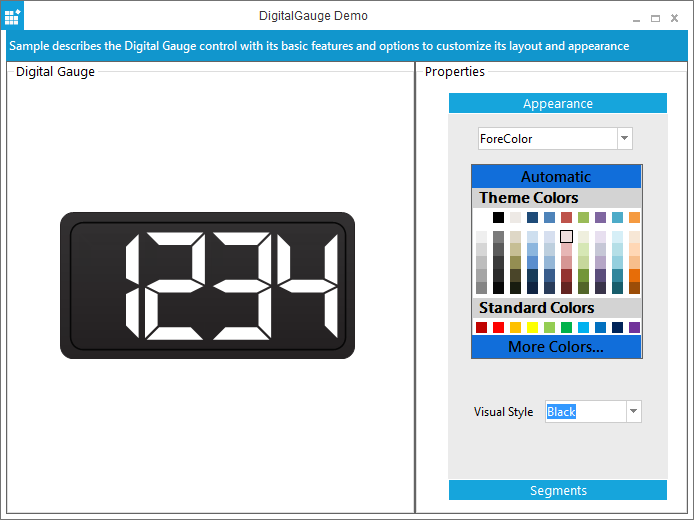 DigitalGauge Demo
Sample describes the Digital Gauge control with its basic features and options to customize its layout and appearance
Digital Gauge
1234
Properties
Appearance
ForeColor
Automatic
Theme Colors
Standard Colors
More Colors...
Visual Style Black
Segments